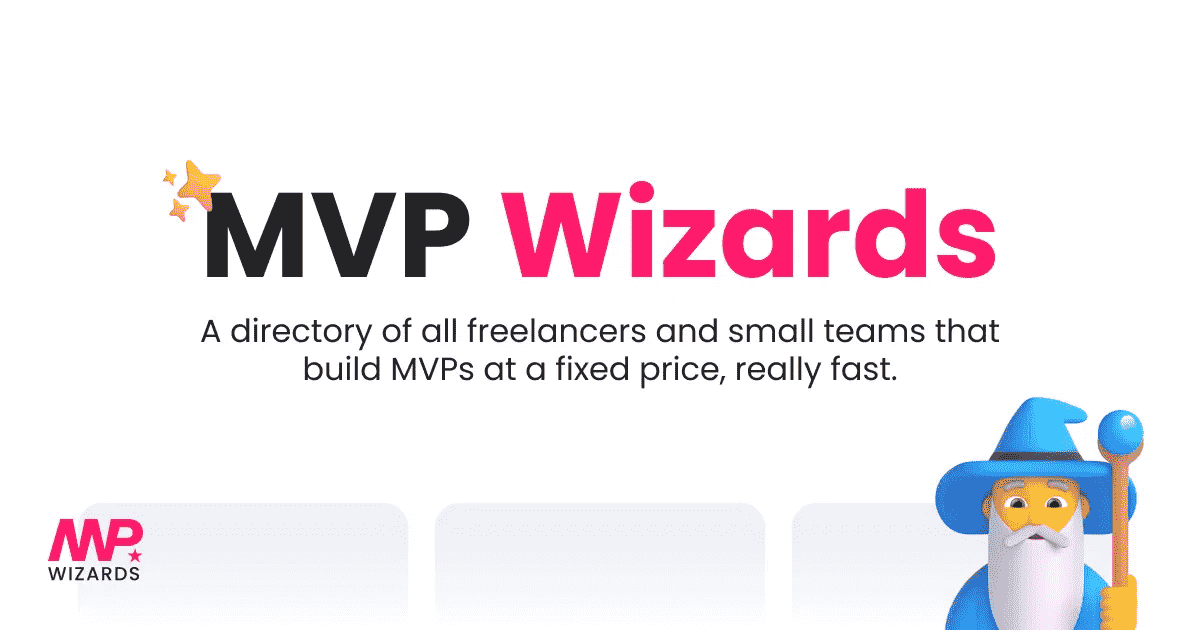 MVP Wizards
A directory of all freelancers and small teams that
build MVPs at a fixed price, really fast.
MVP
WIZARDS